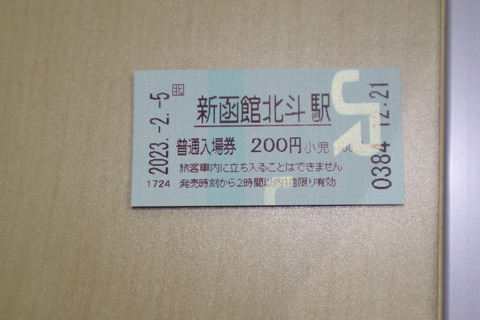 2023.-2.-5
北
新函館北斗駅
普通入場券 200円 小児
旅客車内に立ち入ることはできません
1724 発売時刻から2時間以内1回限り有効
0384 12:21